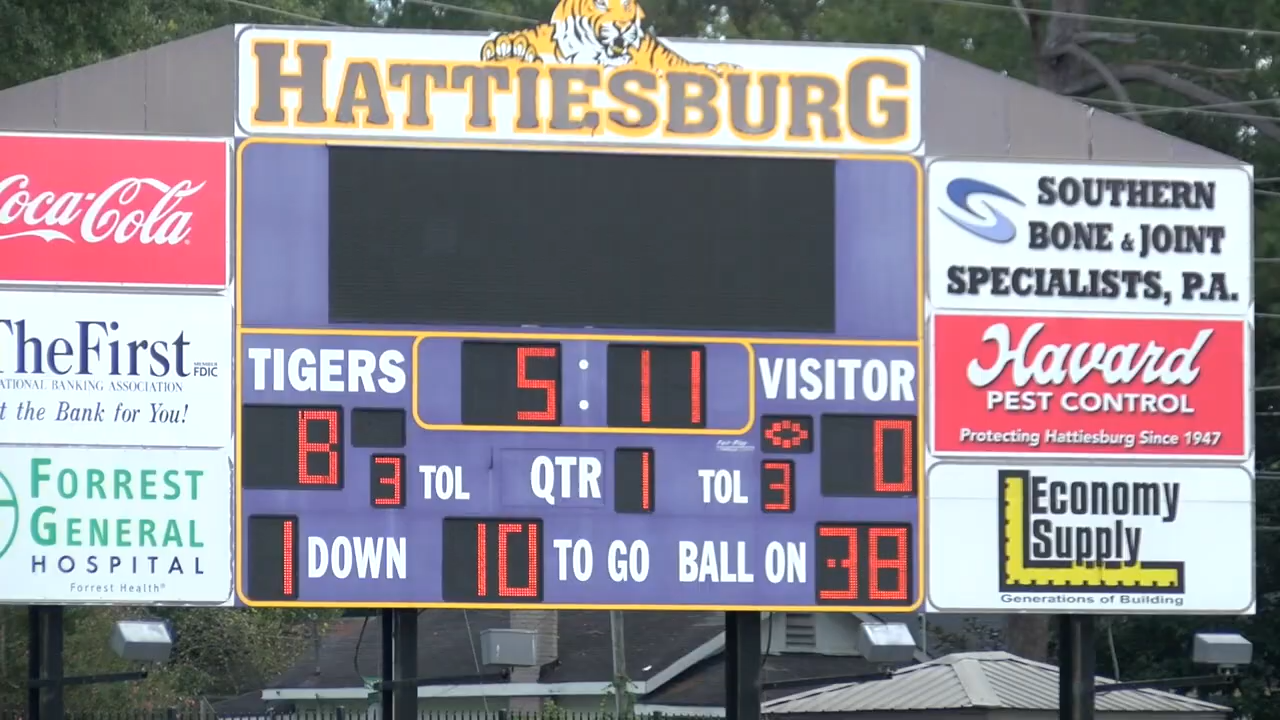 HATTIESBURG
Coca-Cola
TheFirst
MEMBER FDIC
NATIONAL BANKING ASSOCIATION
t the Bank for You!
FORREST
GENERAL
HOSPITAL
Forrest Health®
TIGERS 5:11 VISITOR
8 0
3 TOL QTR 1 TOL 3
1 DOWN 10 TO GO BALL ON 38
SOUTHERN
BONE & JOINT
SPECIALISTS, P.A.
Havard
PEST CONTROL
Protecting Hattiesburg Since 1947
Economy
Supply
Generations of Building